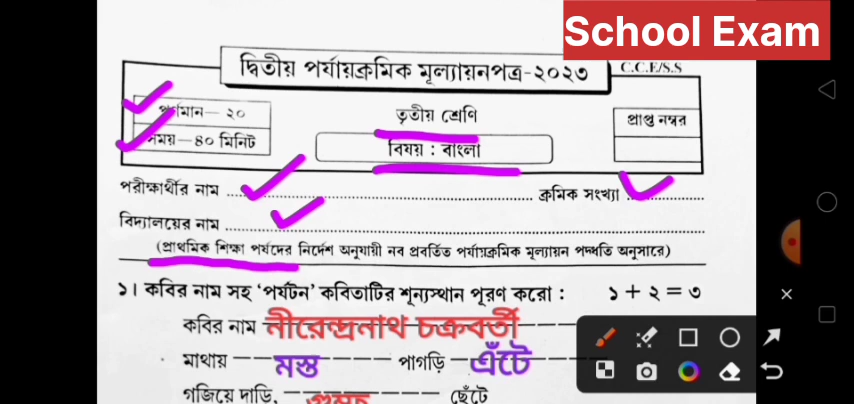 School Exam
দ্বিতীয় পর্যায়ক্রমিক মূল্যায়নপত্র-২০২৩
C.C.E/S.S
পূর্ণমান— ২০
তৃতীয় শ্রেণি
প্রাপ্ত নম্বর
সময়—৪০ মিনিট
বিষয় : বাংলা
পরীক্ষার্থীর নাম ........ ক্রমিক সংখ্যা ........
বিদ্যালয়ের নাম ........
(প্রাথমিক শিক্ষা পর্ষদের নির্দেশ অনুযায়ী নব প্রবর্তিত পর্যায়ক্রমিক মূল্যায়ন পদ্ধতি অনুসারে)
১। কবির নাম সহ ‘পর্যটন’ কবিতাটির শূন্যস্থান পূরণ করো : ১ + ২ = ৩
কবির নাম নীরেন্দ্রনাথ চক্রবর্তী
মাথায় মস্ত পাগড়ি এঁটে
গজিয়ে দাড়ি, ছেঁটে